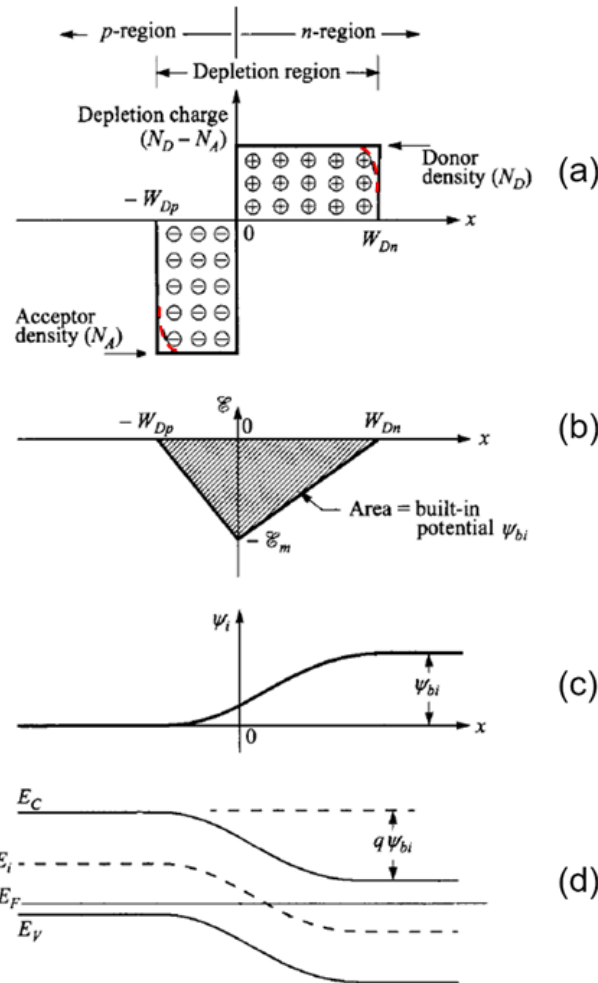 p-region
n-region
Depletion region
Depletion charge
(N_D – N_A)
Donor
density (N_D)
(a)
– W_Dp
x
0
W_Dn
Acceptor
density (N_A)
ℰ
– W_Dp
0
W_Dn
x
(b)
Area = built-in
potential ψ_bi
– ℰ_m
ψ_i
ψ_bi
(c)
0
x
E_C
qψ_bi
E_i
(d)
E_F
E_V